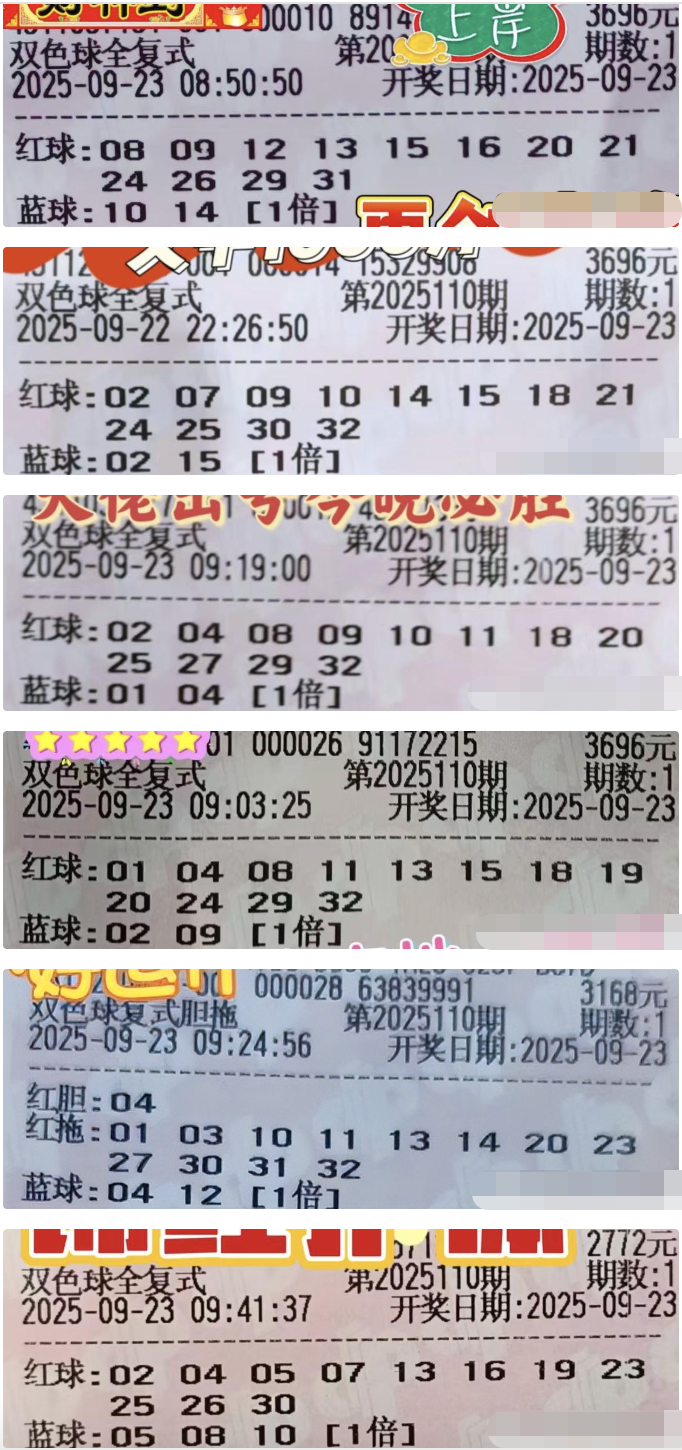 000010 8914
上岸
3696元
双色球全复式
第20
期数:1
2025-09-23 08:50:50
开奖日期:2025-09-23
红球:08 09 12 13 15 16 20 21
24 26 29 31
蓝球:10 14 [1倍]
15329908
3696元
双色球全复式
第2025110期
期数:1
2025-09-22 22:26:50
开奖日期:2025-09-23
红球:02 07 09 10 14 15 18 21
24 25 30 32
蓝球:02 15 [1倍]
大佬出号今晚必胜
3696元
双色球全复式
第2025110期
期数:1
2025-09-23 09:19:00
开奖日期:2025-09-23
红球:02 04 08 09 10 11 18 20
25 27 29 32
蓝球:01 04 [1倍]
01 000026 91172215
3696元
双色球全复式
第2025110期
期数:1
2025-09-23 09:03:25
开奖日期:2025-09-23
红球:01 04 08 11 13 15 18 19
20 24 29 32
蓝球:02 09 [1倍]
000028 63839991
3168元
双色球复式胆拖
第2025110期
期数:1
2025-09-23 09:24:56
开奖日期:2025-09-23
红胆:04
红拖:01 03 10 11 13 14 20 23
27 30 31 32
蓝球:04 12 [1倍]
2772元
双色球全复式
第2025110期
期数:1
2025-09-23 09:41:37
开奖日期:2025-09-23
红球:02 04 05 07 13 16 19 23
25 26 30
蓝球:05 08 10 [1倍]